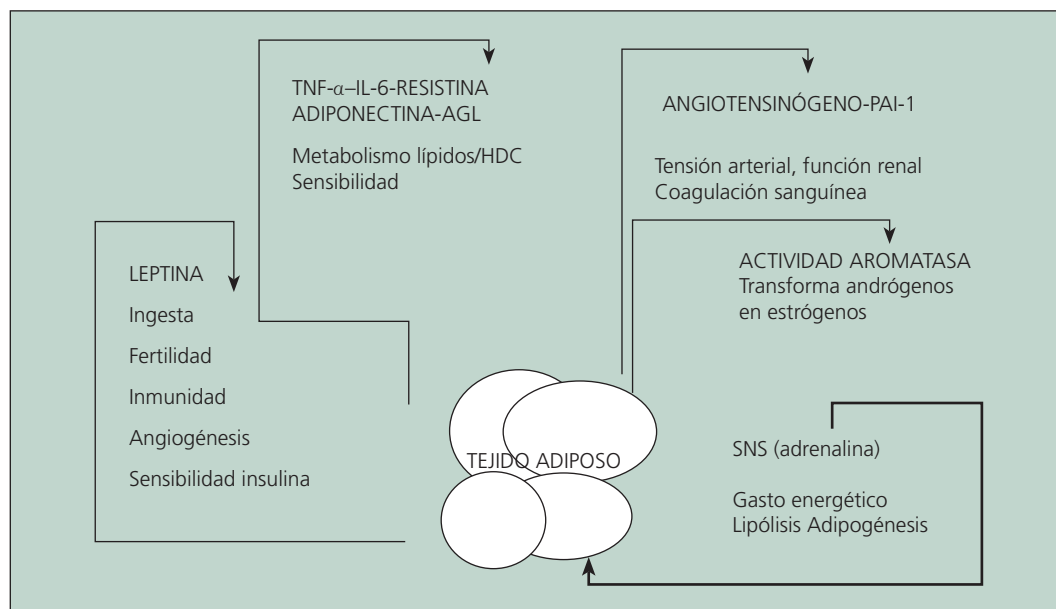 TNF-α–IL-6-RESISTINA
ADIPONECTINA-AGL
Metabolismo lípidos/HDC
Sensibilidad
ANGIOTENSINÓGENO-PAI-1
Tensión arterial, función renal
Coagulación sanguínea
ACTIVIDAD AROMATASA
Transforma andrógenos
en estrógenos
LEPTINA
Ingesta
Fertilidad
Inmunidad
Angiogénesis
Sensibilidad insulina
TEJIDO ADIPOSO
SNS (adrenalina)
Gasto energético
Lipólisis Adipogénesis